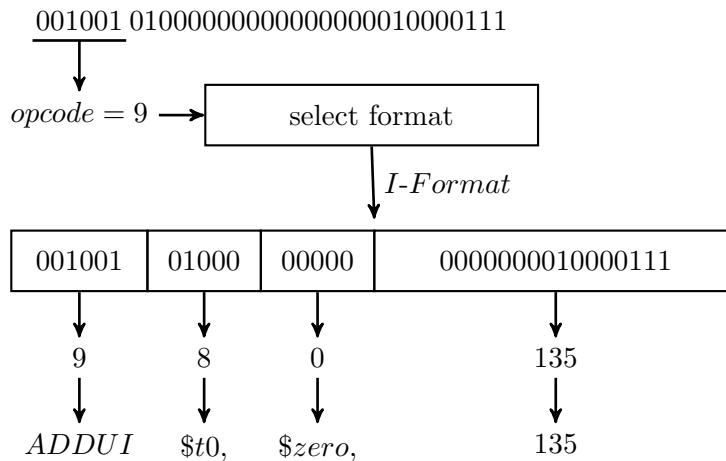 001001 01000000000000000010000111
opcode = 9
select format
I-Format
001001 01000 00000 0000000010000111
9 8 0 135
ADDUI $t0, $zero, 135